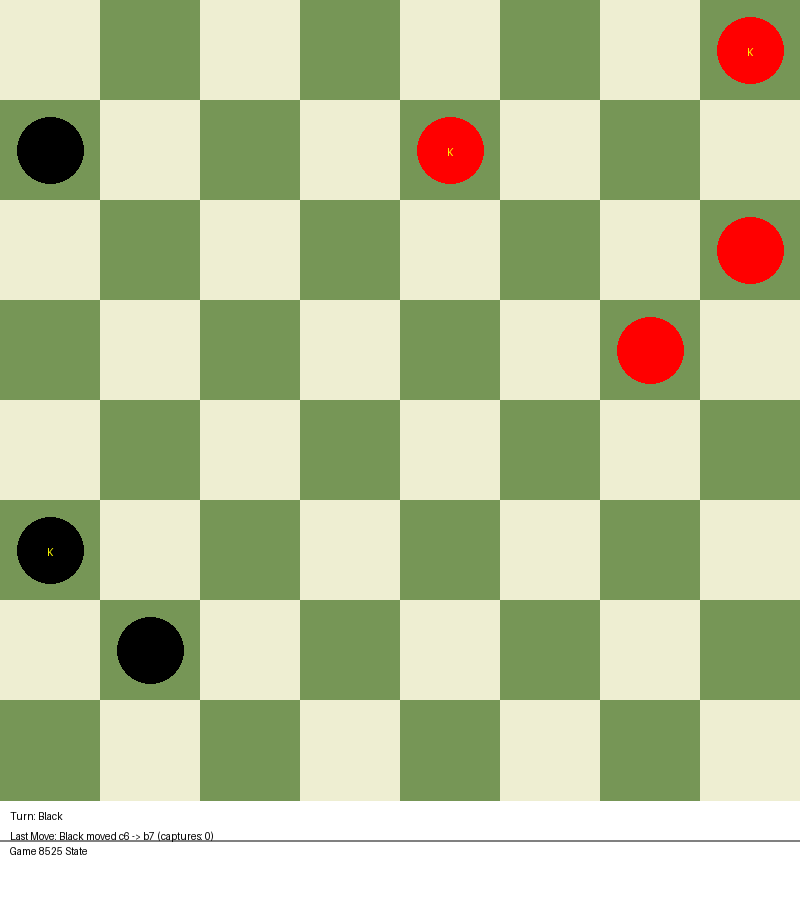 K
K
K
Turn: Black
Last Move: Black moved c6 -> b7 (captures: 0)
Game 8525 State